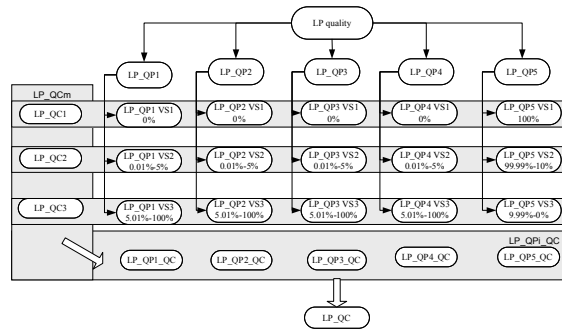 LP quality
LP_QP1
LP_QP2
LP_QP3
LP_QP4
LP_QP5
LP_QCm
LP_QC1
LP_QP1 VS1
0%
LP_QP2 VS1
0%
LP_QP3 VS1
0%
LP_QP4 VS1
0%
LP_QP5 VS1
100%
LP_QC2
LP_QP1 VS2
0.01%-5%
LP_QP2 VS2
0.01%-5%
LP_QP3 VS2
0.01%-5%
LP_QP4 VS2
0.01%-5%
LP_QP5 VS2
99.99%-10%
LP_QC3
LP_QP1 VS3
5.01%-100%
LP_QP2 VS3
5.01%-100%
LP_QP3 VS3
5.01%-100%
LP_QP4 VS3
5.01%-100%
LP_QP5 VS3
9.99%-0%
LP_QPi_QC
LP_QP1_QC
LP_QP2_QC
LP_QP3_QC
LP_QP4_QC
LP_QP5_QC
LP_QC